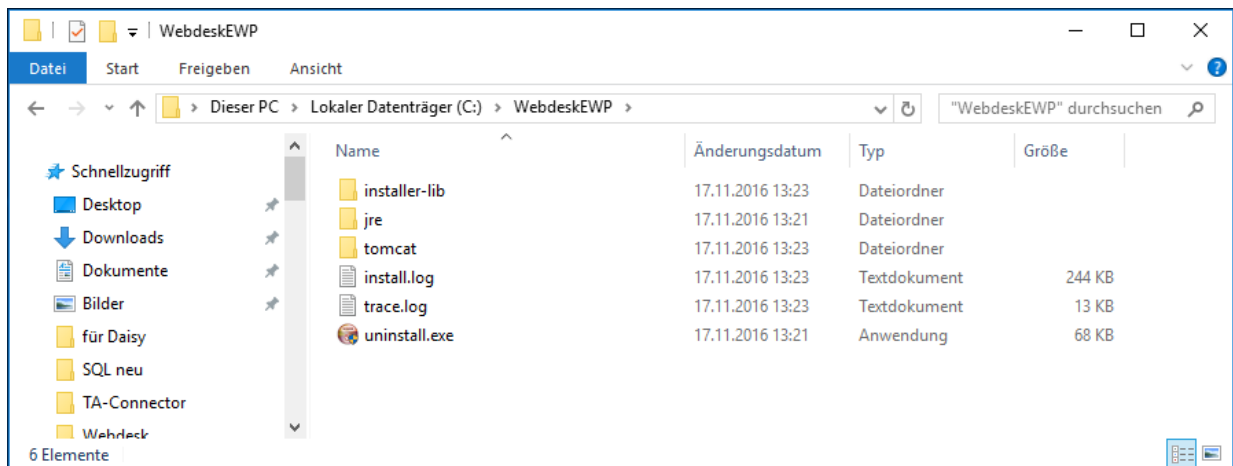 WebdeskEWP
Datei Start Freigeben Ansicht
Dieser PC > Lokaler Datenträger (C:) > WebdeskEWP > "WebdeskEWP" durchsuchen
Name Änderungsdatum Typ Größe
Schnellzugriff
installer-lib 17.11.2016 13:23 Dateiordner
Desktop
jre 17.11.2016 13:21 Dateiordner
Downloads
tomcat 17.11.2016 13:23 Dateiordner
Dokumente
install.log 17.11.2016 13:23 Textdokument 244 KB
Bilder
trace.log 17.11.2016 13:23 Textdokument 13 KB
für Daisy
uninstall.exe 17.11.2016 13:21 Anwendung 68 KB
SQL neu
TA-Connector
Webdesk
6 Elemente